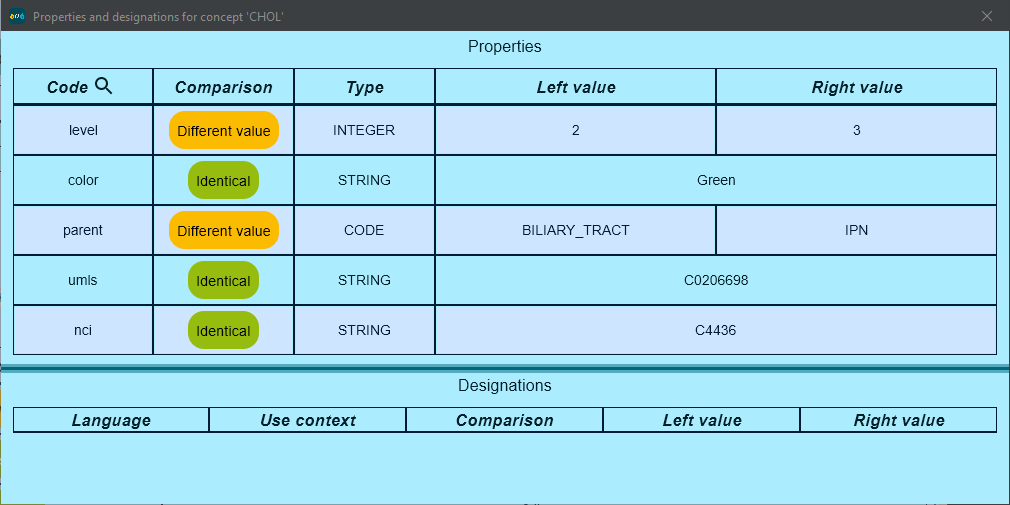 Properties and designations for concept 'CHOL'
Properties
Code Comparison Type Left value Right value
level Different value INTEGER 2 3
color Identical STRING Green
parent Different value CODE BILIARY_TRACT IPN
umls Identical STRING C0206698
nci Identical STRING C4436
Designations
Language Use context Comparison Left value Right value